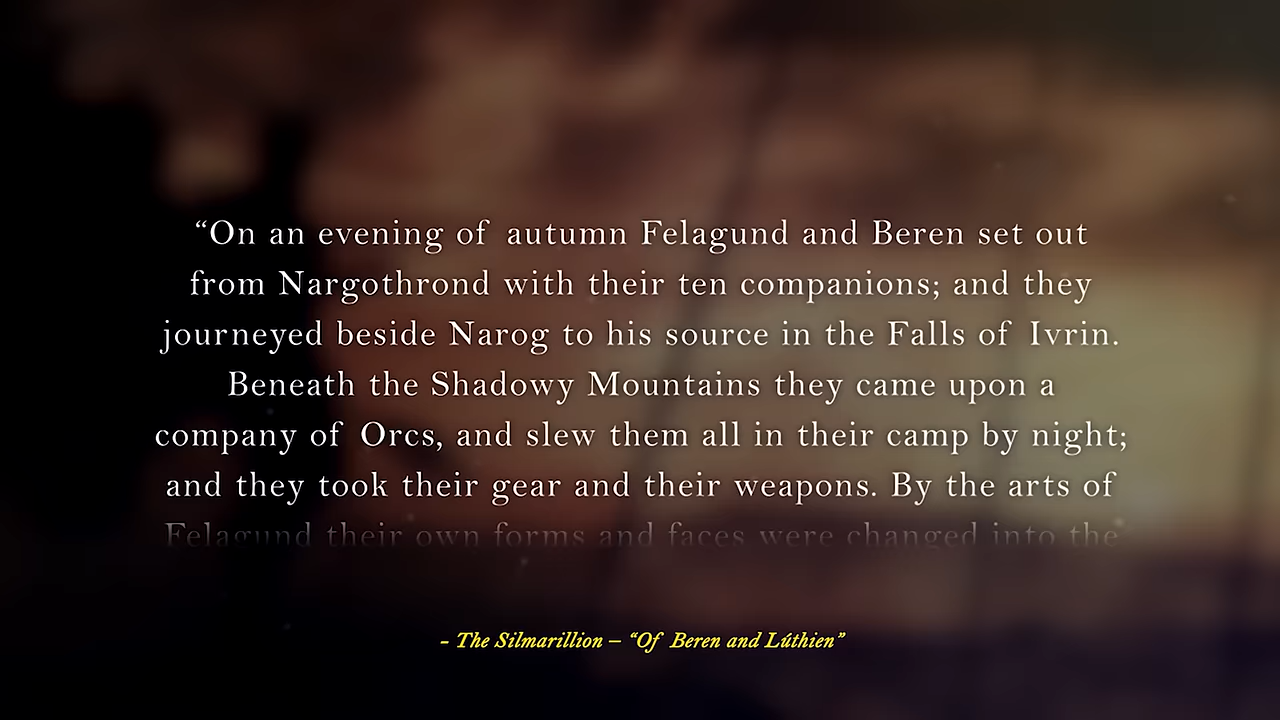 “On an evening of autumn Felagund and Beren set out
from Nargothrond with their ten companions; and they
journeyed beside Narog to his source in the Falls of Ivrin.
Beneath the Shadowy Mountains they came upon a
company of Orcs, and slew them all in their camp by night;
and they took their gear and their weapons. By the arts of
Felagund their own forms and faces were changed into the
- The Silmarillion – “Of Beren and Lúthien”